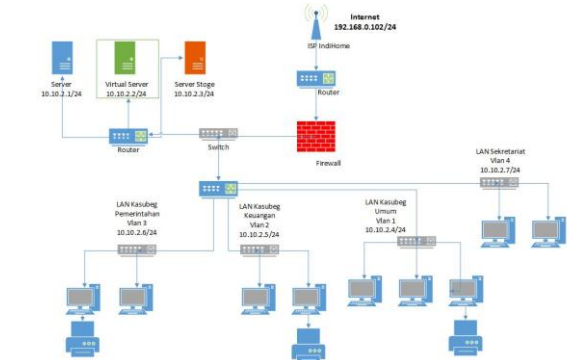 Internet
192.168.0.102/24
ISP IndiHome
Router
Server
10.10.2.1/24
Virtual Server
10.10.2.2/24
Server Stoge
10.10.2.3/24
Router
Switch
Firewall
LAN Sekretariat
Vlan 4
10.10.2.7/24
LAN Kasubeg
Pemerintahan
Vlan 3
10.10.2.6/24
LAN Kasubeg
Keuangan
Vlan 2
10.10.2.5/24
LAN Kasubeg
Umum
Vlan 1
10.10.2.4/24